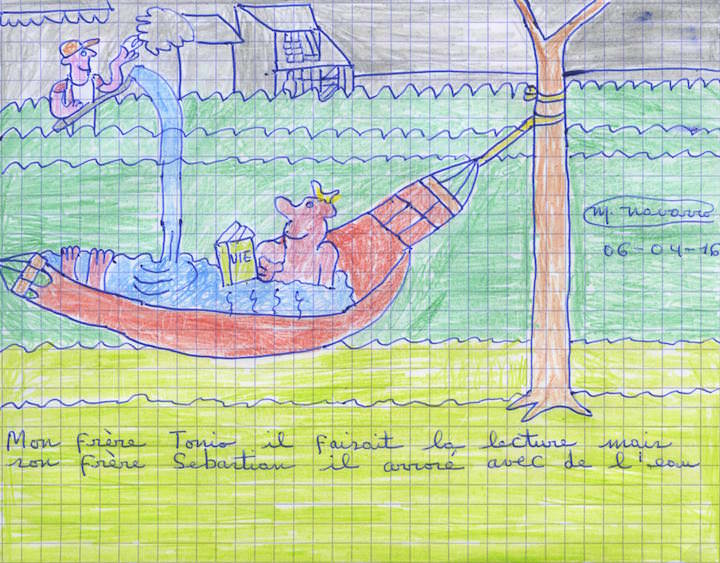 VIE
M. Navarro
06-04-16
Mon frère Tonio il faisait la lecture mais
son frère Sebastian il arrosé avec de l'eau